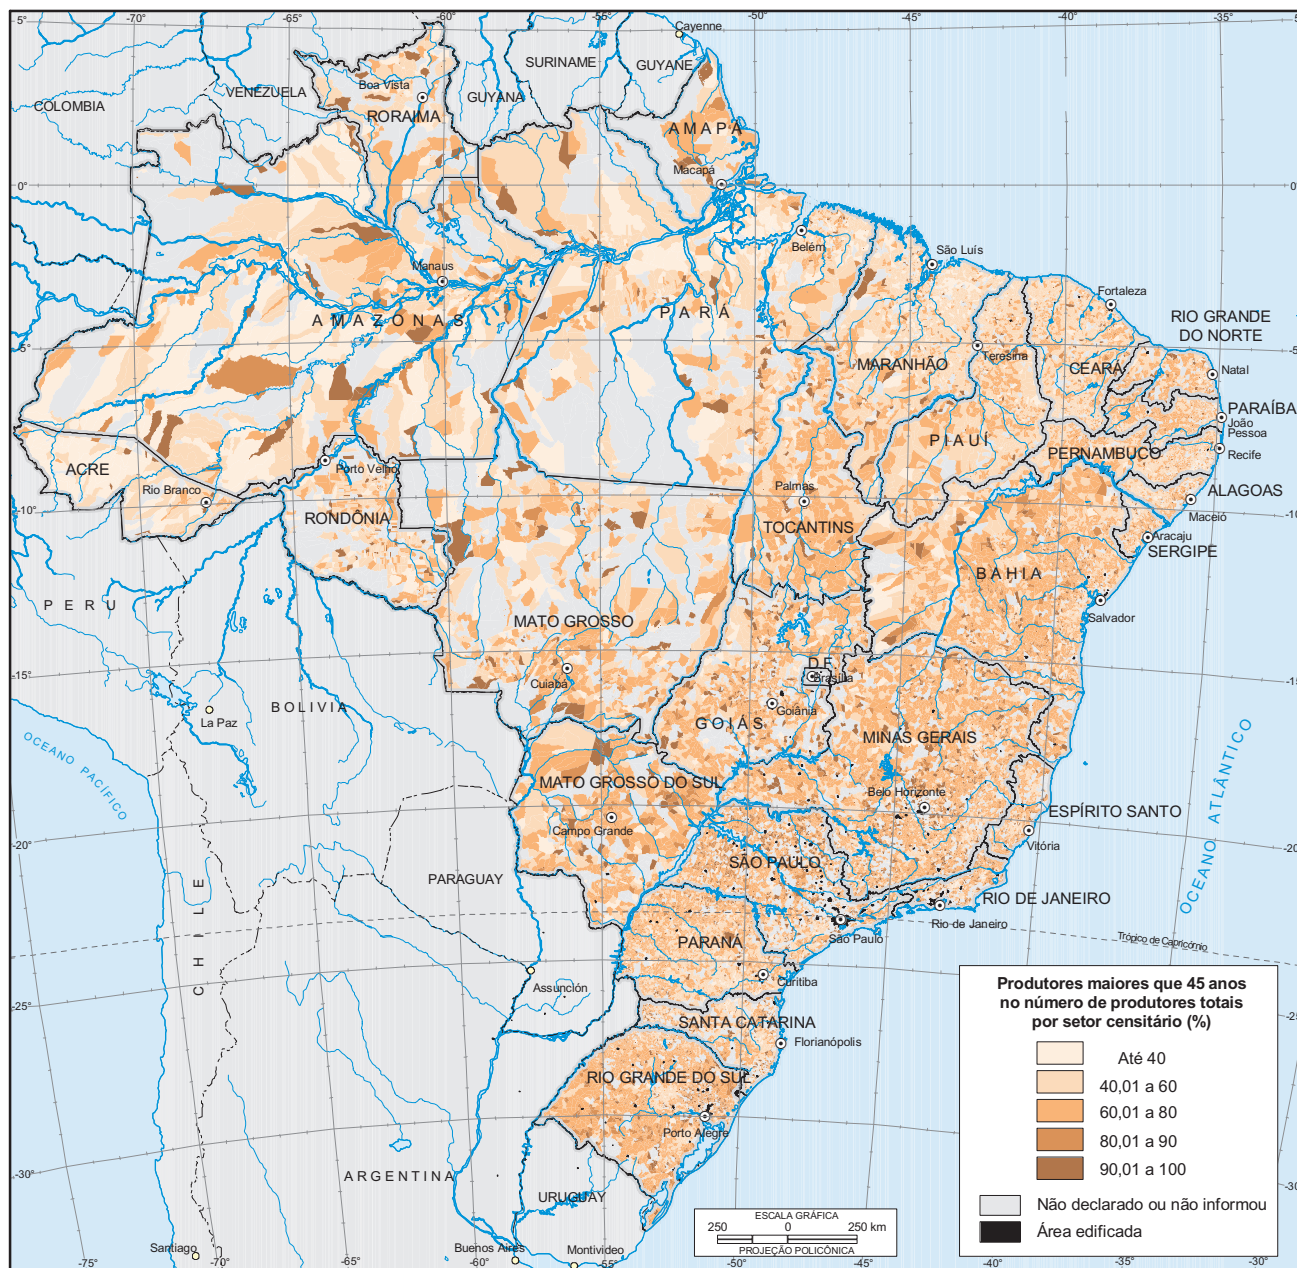 5°
-70°
-65°
-60°
-55°
-50°
-45°
-40°
-35°
5°
Cayenne
SURINAME
GUYANE
VENEZUELA
Boa Vista
GUYANA
COLOMBIA
RORAIMA
AMAPÁ
Macapá
0°
0°
Belém
São Luís
Manaus
Fortaleza
AMAZONAS
PARÁ
RIO GRANDE
DO NORTE
-5°
-5°
Teresina
MARANHÃO
CEARÁ
Natal
PARAÍBA
João
Pessoa
PIAUÍ
PERNAMBUCO
Recife
ACRE
Porto Velho
Rio Branco
Palmas
ALAGOAS
Maceió
-10°
-10°
RONDÔNIA
TOCANTINS
Aracaju
SERGIPE
BAHIA
PERU
Salvador
MATO GROSSO
D.F.
Brasília
Cuiabá
-15°
-15°
La Paz
BOLIVIA
Goiânia
GOIÁS
MINAS GERAIS
OCEANO PACÍFICO
OCEANO ATLÂNTICO
MATO GROSSO DO SUL
Belo Horizonte
ESPÍRITO SANTO
Campo Grande
Vitória
-20°
-20°
SÃO PAULO
PARAGUAY
CHILE
RIO DE JANEIRO
Rio de Janeiro
São Paulo
PARANÁ
Trópico de Capricórnio
Curitiba
Assunción
-25°
-25°
SANTA CATARINA
Florianópolis
RIO GRANDE DO SUL
Porto Alegre
ARGENTINA
-30°
-30°
URUGUAY
Santiago
Buenos Aires
Montivideo
-75°
-70°
-65°
-60°
-55°
-50°
-45°
-40°
-35°
-30°
ESCALA GRÁFICA
250 0 250 km
PROJEÇÃO POLICÔNICA
Produtores maiores que 45 anos
no número de produtores totais
por setor censitário (%)
Até 40
40,01 a 60
60,01 a 80
80,01 a 90
90,01 a 100
Não declarado ou não informou
Área edificada